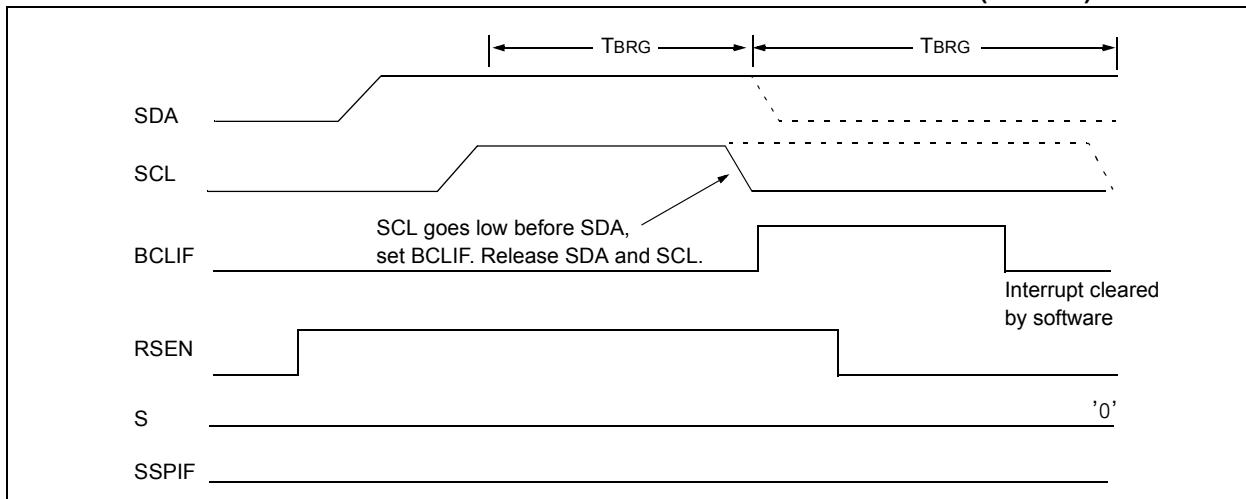 TBRG TBRG
SDA
SCL
SCL goes low before SDA,
set BCLIF. Release SDA and SCL.
BCLIF
Interrupt cleared
by software
RSEN
S '0'
SSPIF